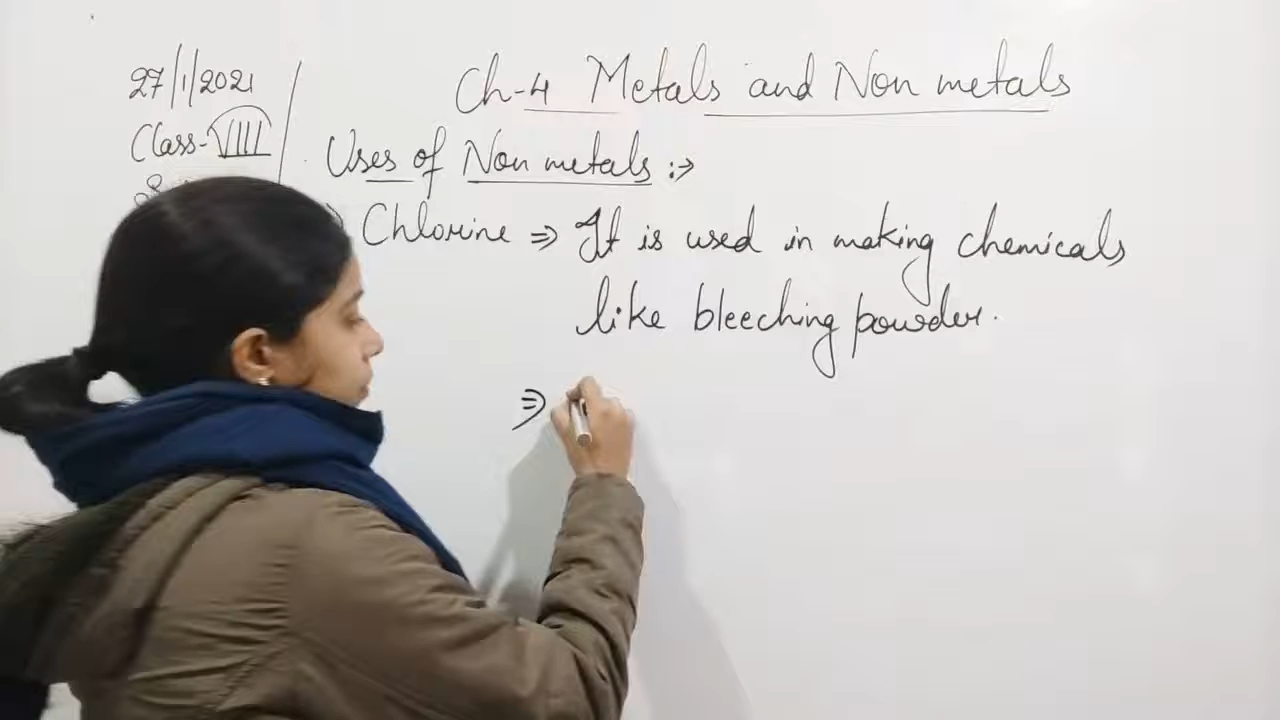 27/1/2021
Class-VIII
Ch-4 Metals and Non metals
Uses of Non metals :→
Chlorine ⇒ It is used in making chemicals
like bleeching powder.
⇒